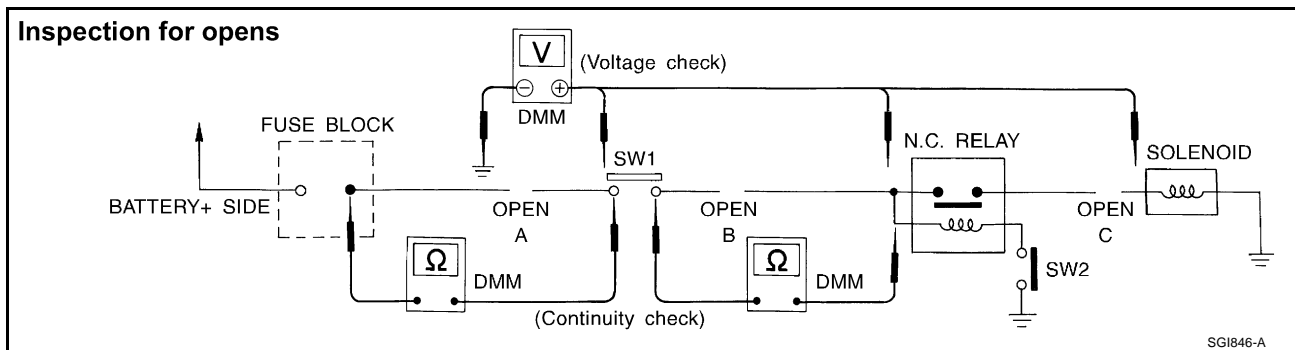 Inspection for opens
V
(Voltage check)
− +
DMM
FUSE BLOCK
N.C. RELAY
SW1
SOLENOID
BATTERY+ SIDE
OPEN
A
OPEN
B
OPEN
C
Ω
DMM
Ω
DMM
SW2
(Continuity check)
SGI846-A